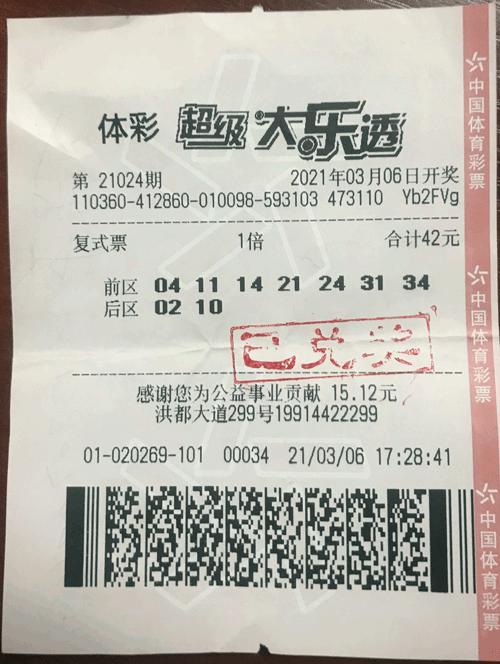 体彩 超级大乐透
第 21024期 2021年03月06日开奖
110360-412860-010098-593103 473110 Yb2FVg
复式票 1倍 合计42元
前区 04 11 14 21 24 31 34
后区 02 10
已兑奖
感谢您为公益事业贡献 15.12元
洪都大道299号19914422299
01-020269-101 00034 21/03/06 17:28:41
中国体育彩票
中国体育彩票
中国体育彩票